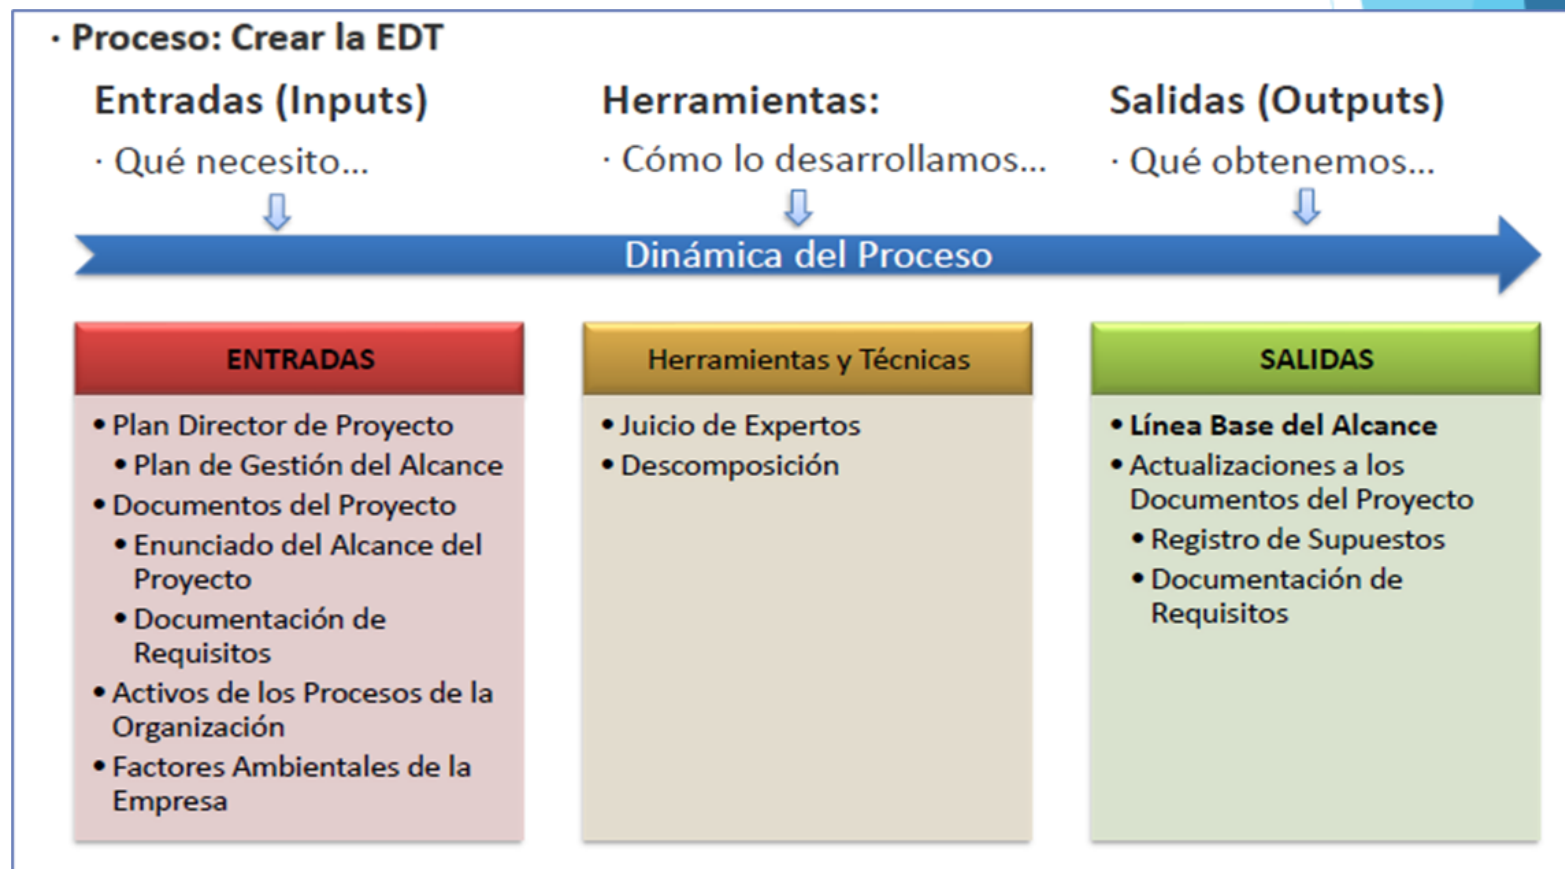 · Proceso: Crear la EDT
Entradas (Inputs)
· Qué necesito...
Herramientas:
· Cómo lo desarrollamos...
Salidas (Outputs)
· Qué obtenemos...
Dinámica del Proceso
ENTRADAS
• Plan Director de Proyecto
• Plan de Gestión del Alcance
• Documentos del Proyecto
• Enunciado del Alcance del
Proyecto
• Documentación de
Requisitos
• Activos de los Procesos de la
Organización
• Factores Ambientales de la
Empresa
Herramientas y Técnicas
• Juicio de Expertos
• Descomposición
SALIDAS
• Línea Base del Alcance
• Actualizaciones a los
Documentos del Proyecto
• Registro de Supuestos
• Documentación de
Requisitos